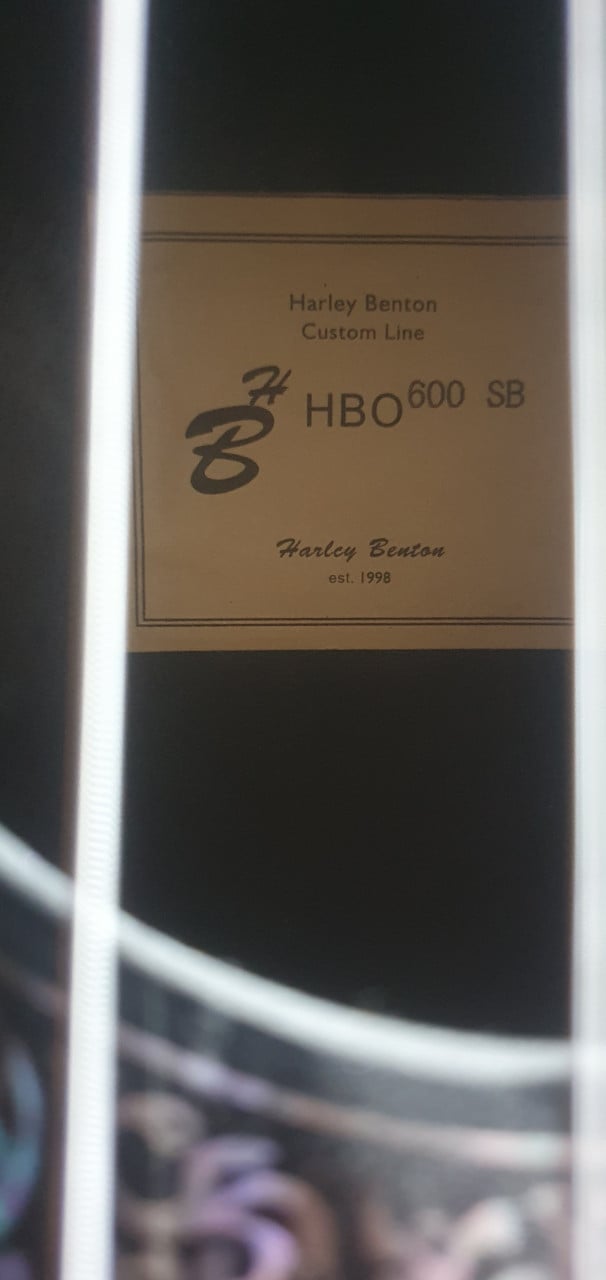 Harley Benton
Custom Line
HB HBO600 SB
Harley Benton
est. 1998